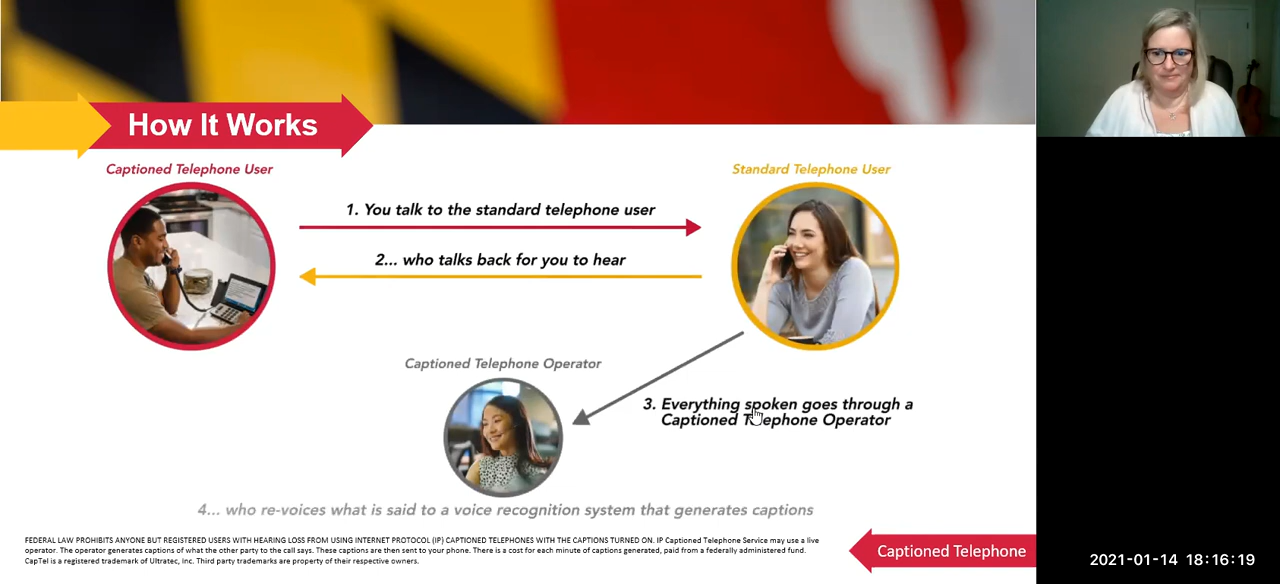 How It Works
Captioned Telephone User
Standard Telephone User
1. You talk to the standard telephone user
2... who talks back for you to hear
Captioned Telephone Operator
3. Everything spoken goes through a
Captioned Telephone Operator
4... who re-voices what is said to a voice recognition system that generates captions
FEDERAL LAW PROHIBITS ANYONE BUT REGISTERED USERS WITH HEARING LOSS FROM USING INTERNET PROTOCOL (IP) CAPTIONED TELEPHONES WITH THE CAPTIONS TURNED ON. IP Captioned Telephone Service may use a live
operator. The operator generates captions of what the other party to the call says. These captions are then sent to your phone. There is a cost for each minute of captions generated, paid from a federally administered fund.
CapTel is a registered trademark of Ultratec, Inc. Third party trademarks are property of their respective owners.
Captioned Telephone
2021-01-14 18:16:19